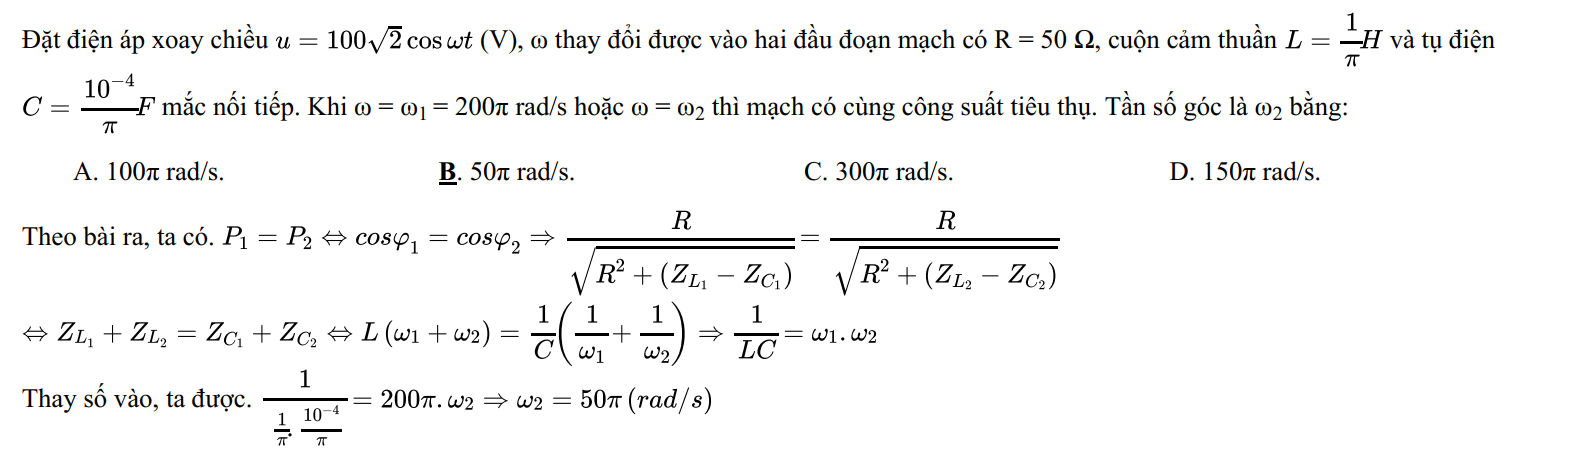 Đặt điện áp xoay chiều $u = 100\sqrt{2}\cos\omega t$ (V), ω thay đổi được vào hai đầu đoạn mạch có R = 50 Ω, cuộn cảm thuần $L = \frac{1}{\pi}H$ và tụ điện
$C = \frac{10^{-4}}{\pi}F$ mắc nối tiếp. Khi ω = ω₁ = 200π rad/s hoặc ω = ω₂ thì mạch có cùng công suất tiêu thụ. Tần số góc là ω₂ bằng:
A. 100π rad/s. B. 50π rad/s. C. 300π rad/s. D. 150π rad/s.
Theo bài ra, ta có. $P_1 = P_2 \Leftrightarrow cos\varphi_1 = cos\varphi_2 \Rightarrow \frac{R}{\sqrt{R^2 + (Z_{L_1} - Z_{C_1})}} = \frac{R}{\sqrt{R^2 + (Z_{L_2} - Z_{C_2})}}$
$\Leftrightarrow Z_{L_1} + Z_{L_2} = Z_{C_1} + Z_{C_2} \Leftrightarrow L(\omega_1 + \omega_2) = \frac{1}{C}\left(\frac{1}{\omega_1} + \frac{1}{\omega_2}\right) \Rightarrow \frac{1}{LC} = \omega_1.\omega_2$
Thay số vào, ta được. $\frac{1}{\frac{1}{\pi}.\frac{10^{-4}}{\pi}} = 200\pi.\omega_2 \Rightarrow \omega_2 = 50\pi\,(rad/s)$